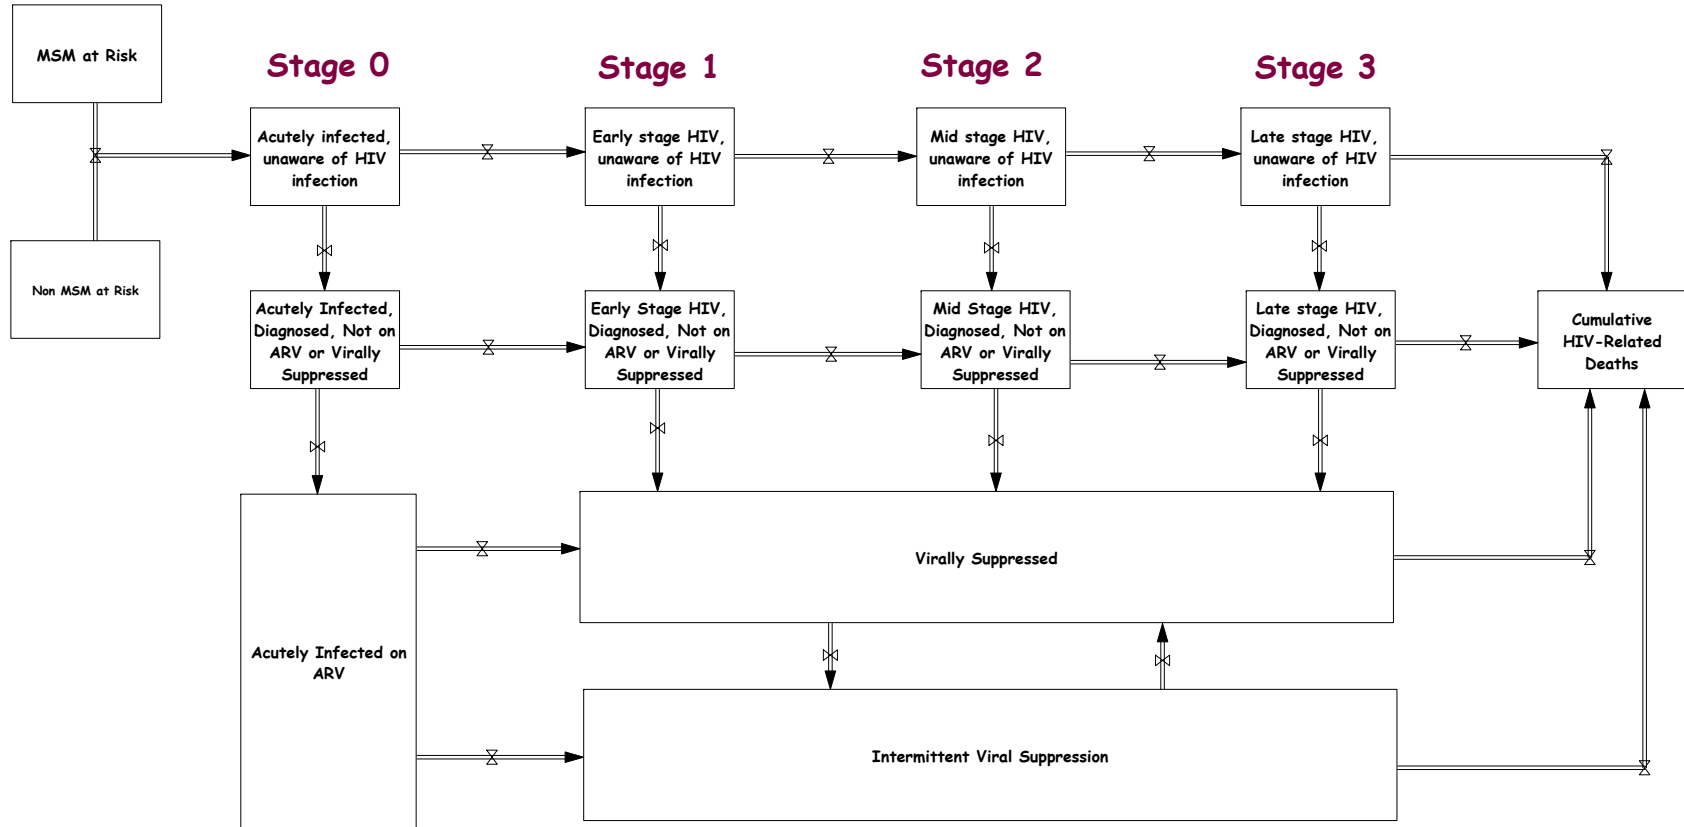 MSM at Risk
Stage 0
Stage 1
Stage 2
Stage 3
Acutely infected,
unaware of HIV
infection
Early stage HIV,
unaware of HIV
infection
Mid stage HIV,
unaware of HIV
infection
Late stage HIV,
unaware of HIV
infection
Non MSM at Risk
Acutely Infected,
Diagnosed, Not on
ARV or Virally
Suppressed
Early Stage HIV,
Diagnosed, Not on
ARV or Virally
Suppressed
Mid Stage HIV,
Diagnosed, Not on
ARV or Virally
Suppressed
Late stage HIV,
Diagnosed, Not on
ARV or Virally
Suppressed
Cumulative
HIV-Related
Deaths
Virally Suppressed
Acutely Infected on
ARV
Intermittent Viral Suppression